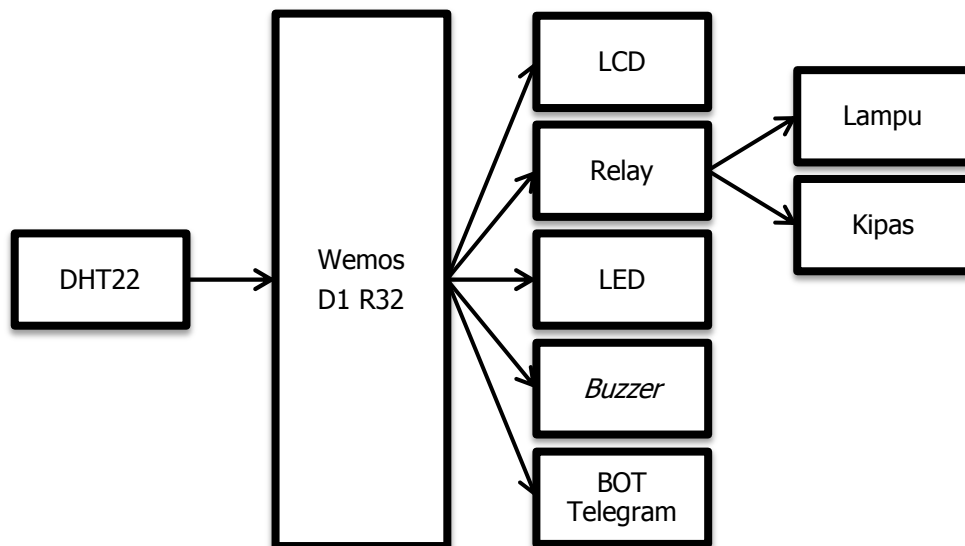 DHT22
Wemos
D1 R32
LCD
Relay
LED
Buzzer
BOT
Telegram
Lampu
Kipas